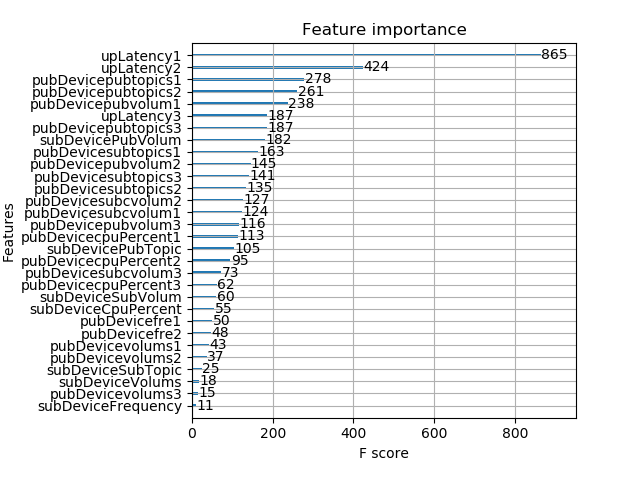 Feature importance
upLatency1 865
upLatency2 424
pubDevicepubtopics1 278
pubDevicepubtopics2 261
pubDevicepubvolum1 238
upLatency3 187
pubDevicepubtopics3 187
subDevicePubVolum 182
pubDevicesubtopics1 163
pubDevicepubvolum2 145
pubDevicesubtopics3 141
pubDevicesubtopics2 135
pubDevicesubcvolum2 127
pubDevicesubcvolum1 124
pubDevicepubvolum3 116
pubDevicecpuPercent1 113
subDevicePubTopic 105
pubDevicecpuPercent2 95
pubDevicesubcvolum3 73
pubDevicecpuPercent3 62
subDeviceSubVolum 60
subDeviceCpuPercent 55
pubDevicefre1 50
pubDevicefre2 48
pubDevicevolums1 43
pubDevicevolums2 37
subDeviceSubTopic 25
subDeviceVolums 18
pubDevicevolums3 15
subDeviceFrequency 11
Features
0 200 400 600 800
F score